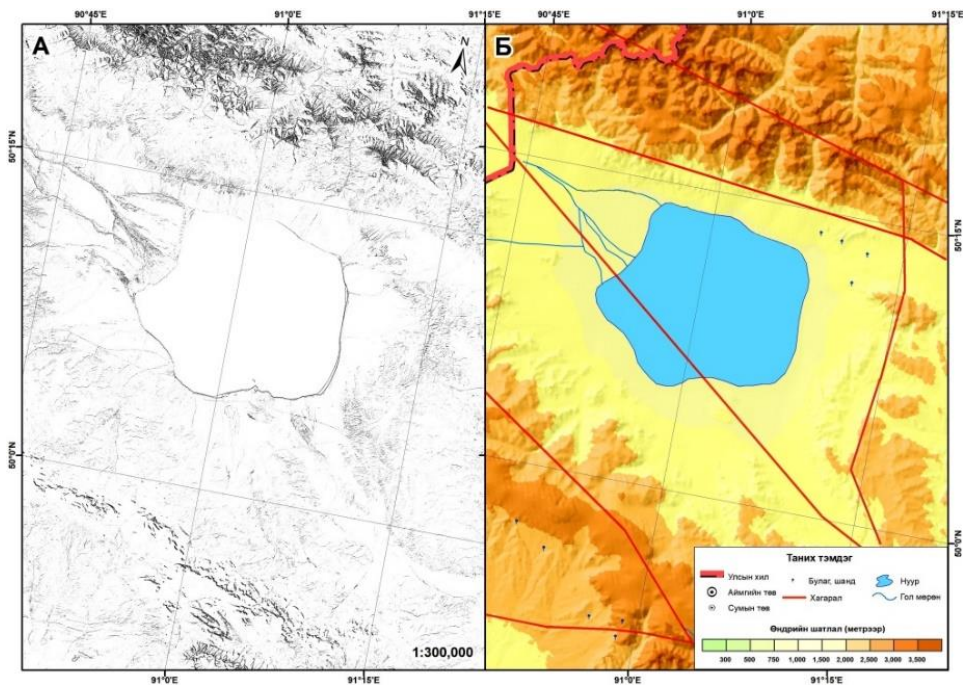 90°45'E 91°0'E 91°15'E 90°45'E 91°0'E 91°15'E
А
N
Б
50°15'N
50°15'N
50°0'N
50°0'N
Таних тэмдэг
Улсын хил
Булаг, шанд
Нуур
Аймгийн төв
Хагарал
Гол мөрөн
Сумын төв
Өндрийн шатлал (метрээр)
300 500 750 1,000 1,500 2,000 2,500 3,000 3,500
1:300,000
91°0'E 91°15'E 91°0'E 91°15'E